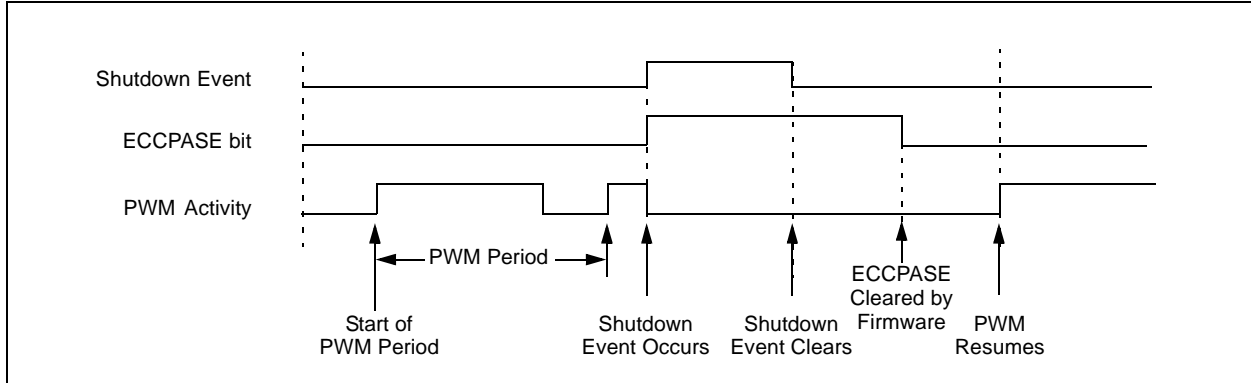 Shutdown Event
ECCPASE bit
PWM Activity
PWM Period
Start of
PWM Period
Shutdown
Event Occurs
Shutdown
Event Clears
ECCPASE
Cleared by
Firmware
PWM
Resumes